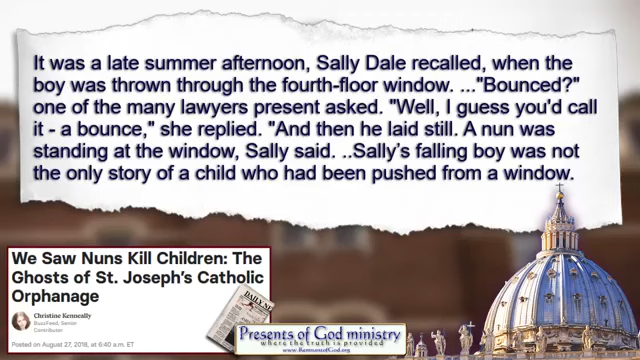 It was a late summer afternoon, Sally Dale recalled, when the
boy was thrown through the fourth-floor window. ..."Bounced?"
one of the many lawyers present asked. "Well, I guess you'd call
it - a bounce," she replied. "And then he laid still. A nun was
standing at the window, Sally said. ..Sally's falling boy was not
the only story of a child who had been pushed from a window.
We Saw Nuns Kill Children: The
Ghosts of St. Joseph's Catholic
Orphanage
Christine Kenneally
BuzzFeed, Senior
Contributor
Posted on August 27, 2018, at 6:40 a.m. ET
Presents of God ministry
where the truth is provided